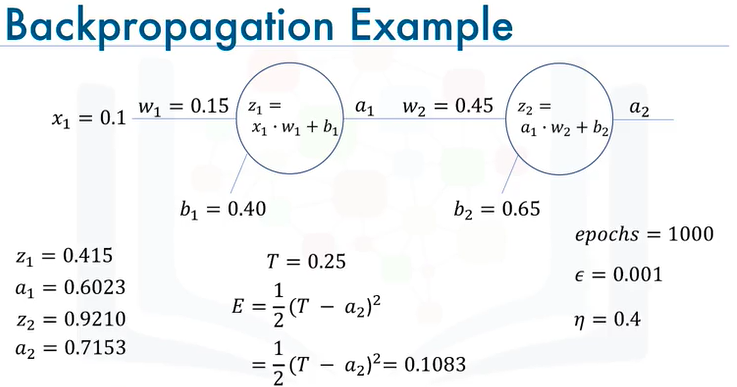 Backpropagation Example
x₁ = 0.1
w₁ = 0.15
z₁ =
x₁ · w₁ + b₁
a₁
w₂ = 0.45
z₂ =
a₁ · w₂ + b₂
a₂
b₁ = 0.40
b₂ = 0.65
z₁ = 0.415
a₁ = 0.6023
z₂ = 0.9210
a₂ = 0.7153
T = 0.25
E = 1/2 (T − a₂)²
= 1/2 (T − a₂)² = 0.1083
epochs = 1000
ϵ = 0.001
η = 0.4